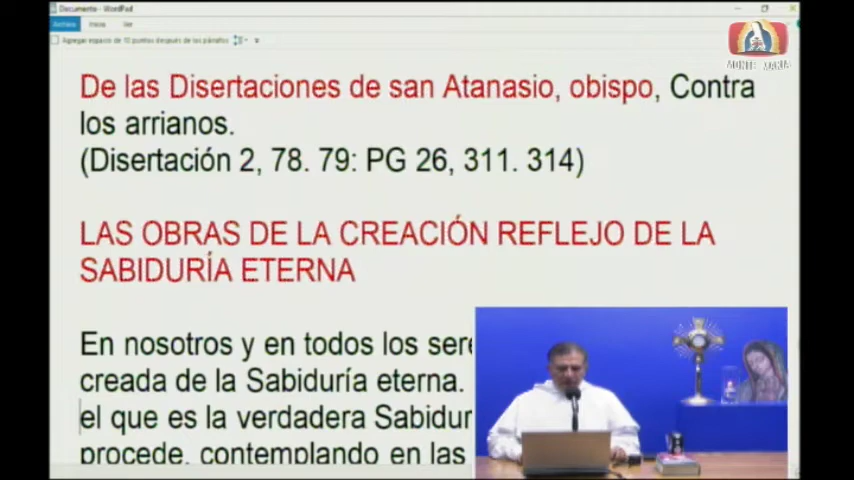 Documento - WordPad
Archivo Inicio Ver
Agregar espacio de 10 puntos después de los párrafos
MONTE MARÍA
De las Disertaciones de san Atanasio, obispo, Contra
los arrianos.
(Disertación 2, 78. 79: PG 26, 311. 314)
LAS OBRAS DE LA CREACIÓN REFLEJO DE LA
SABIDURÍA ETERNA
En nosotros y en todos los sere
creada de la Sabiduría eterna.
el que es la verdadera Sabidur
procede, contemplando en las